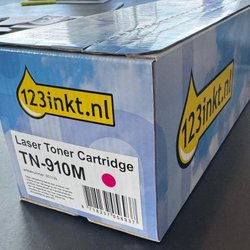 123inkt.nl
Laser Toner Cartridge
TN-910M
123inkt.nl